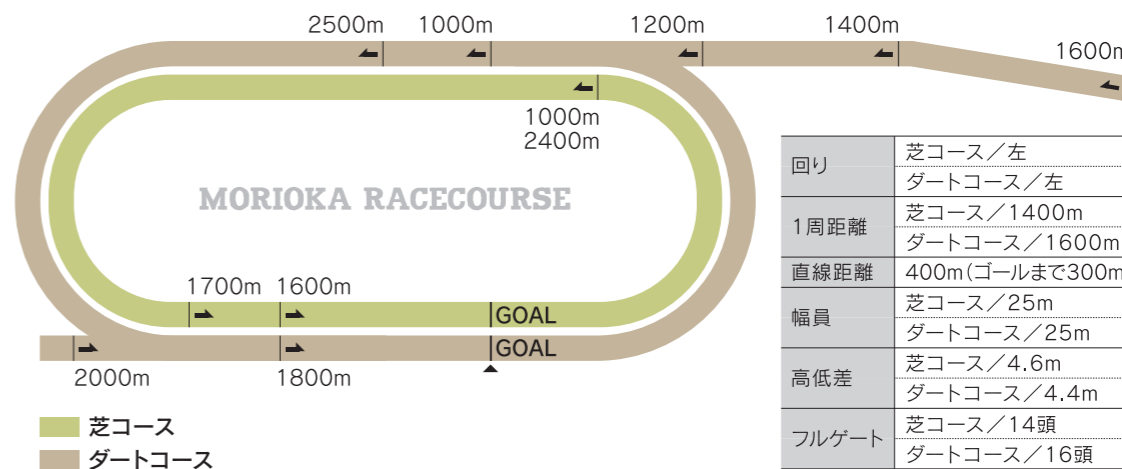 2500m
1000m
1200m
1400m
1600m
1000m
2400m
MORIOKA RACECOURSE
1700m
1600m
GOAL
GOAL
2000m
1800m
芝コース
ダートコース
回り
芝コース／左
ダートコース／左
1周距離
芝コース／1400m
ダートコース／1600m
直線距離
400m(ゴールまで300m
幅員
芝コース／25m
ダートコース／25m
高低差
芝コース／4.6m
ダートコース／4.4m
フルゲート
芝コース／14頭
ダートコース／16頭